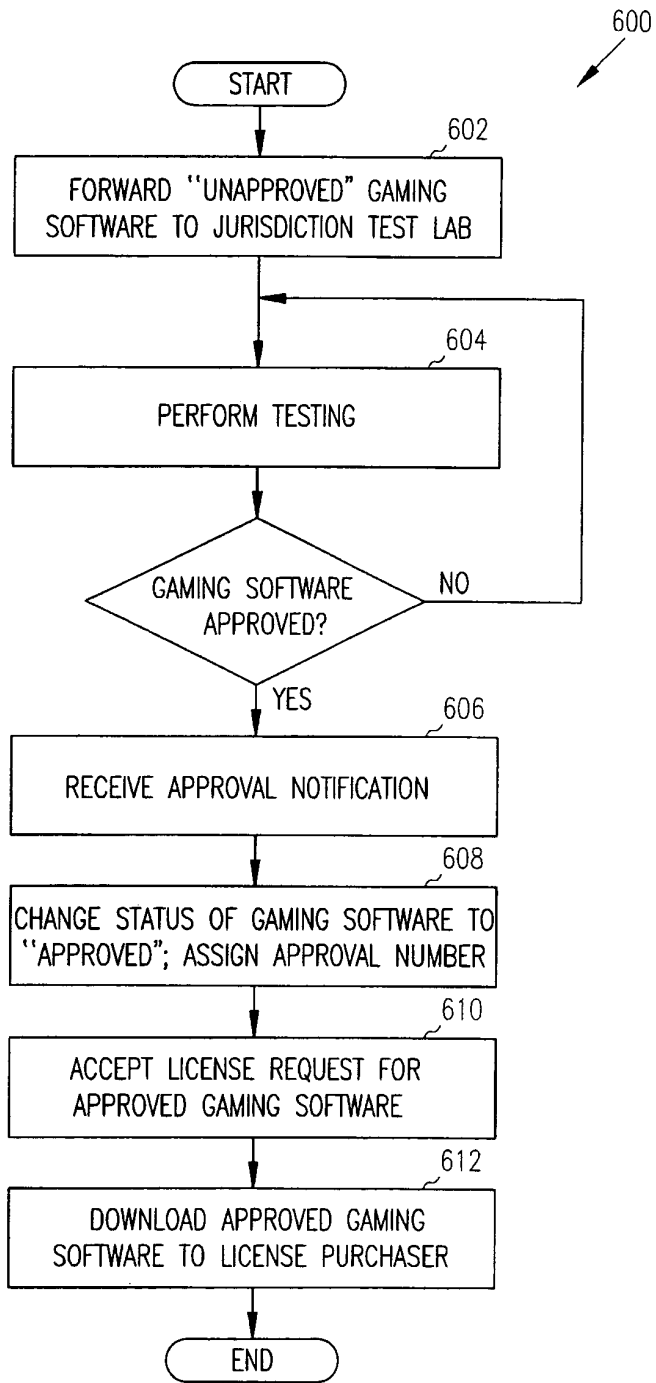 600
START
602
FORWARD ‘‘UNAPPROVED” GAMING
SOFTWARE TO JURISDICTION TEST LAB
604
PERFORM TESTING
GAMING SOFTWARE
APPROVED?
NO
YES
606
RECEIVE APPROVAL NOTIFICATION
608
CHANGE STATUS OF GAMING SOFTWARE TO
‘‘APPROVED”; ASSIGN APPROVAL NUMBER
610
ACCEPT LICENSE REQUEST FOR
APPROVED GAMING SOFTWARE
612
DOWNLOAD APPROVED GAMING
SOFTWARE TO LICENSE PURCHASER
END